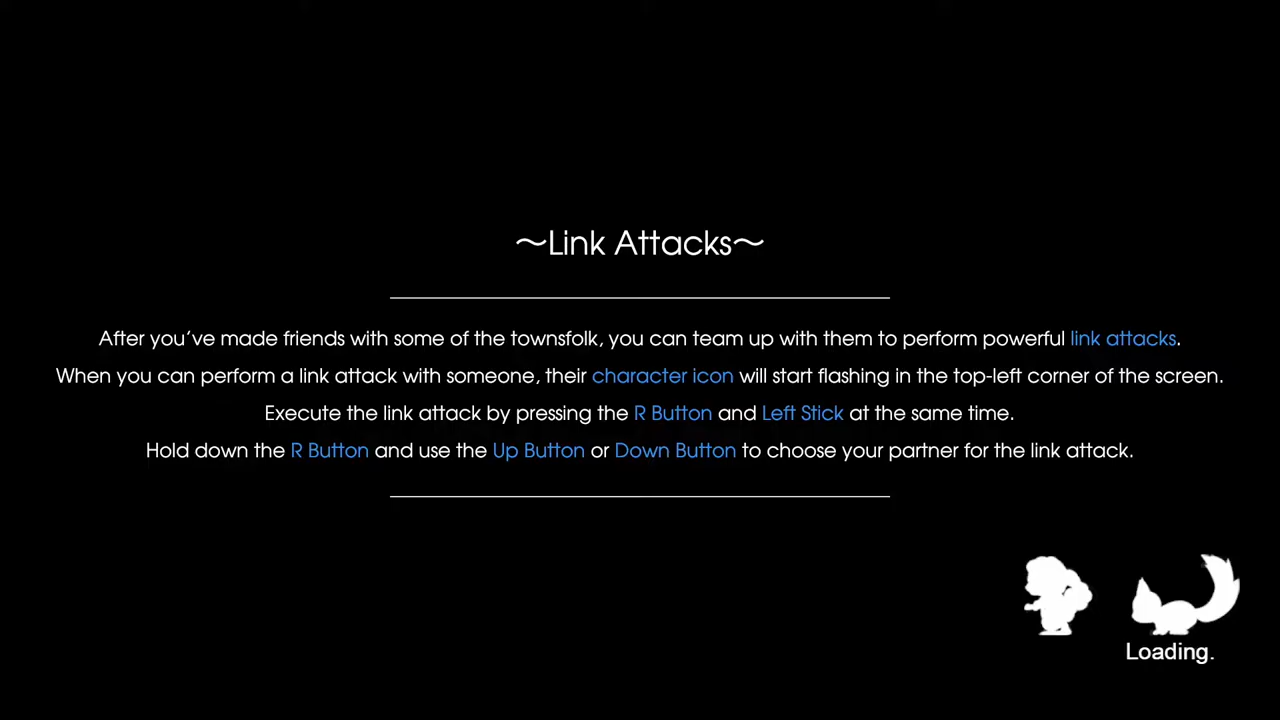 ～Link Attacks～
After you've made friends with some of the townsfolk, you can team up with them to perform powerful link attacks.
When you can perform a link attack with someone, their character icon will start flashing in the top-left corner of the screen.
Execute the link attack by pressing the R Button and Left Stick at the same time.
Hold down the R Button and use the Up Button or Down Button to choose your partner for the link attack.
Loading.